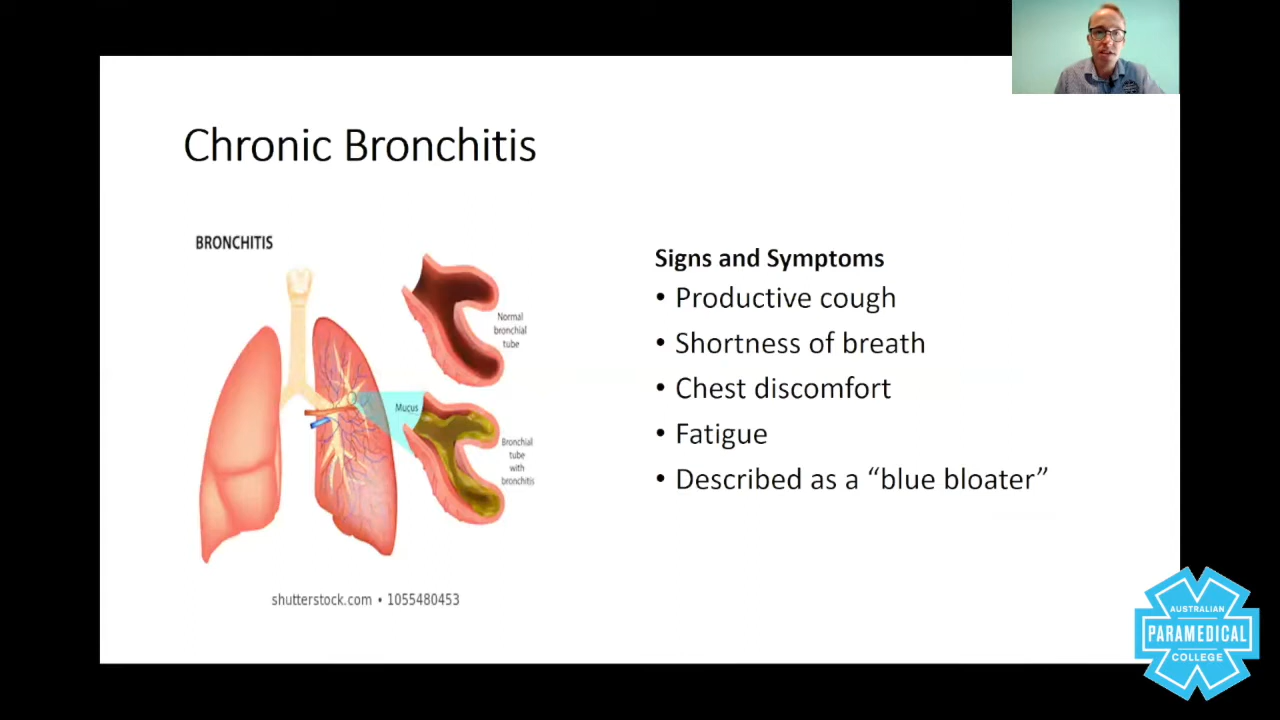 Chronic Bronchitis
BRONCHITIS
Normal
bronchial
tube
Mucus
Bronchial
tube
with
bronchitis
shutterstock.com • 1055480453
Signs and Symptoms
• Productive cough
• Shortness of breath
• Chest discomfort
• Fatigue
• Described as a “blue bloater”
AUSTRALIAN
PARAMEDICAL
COLLEGE